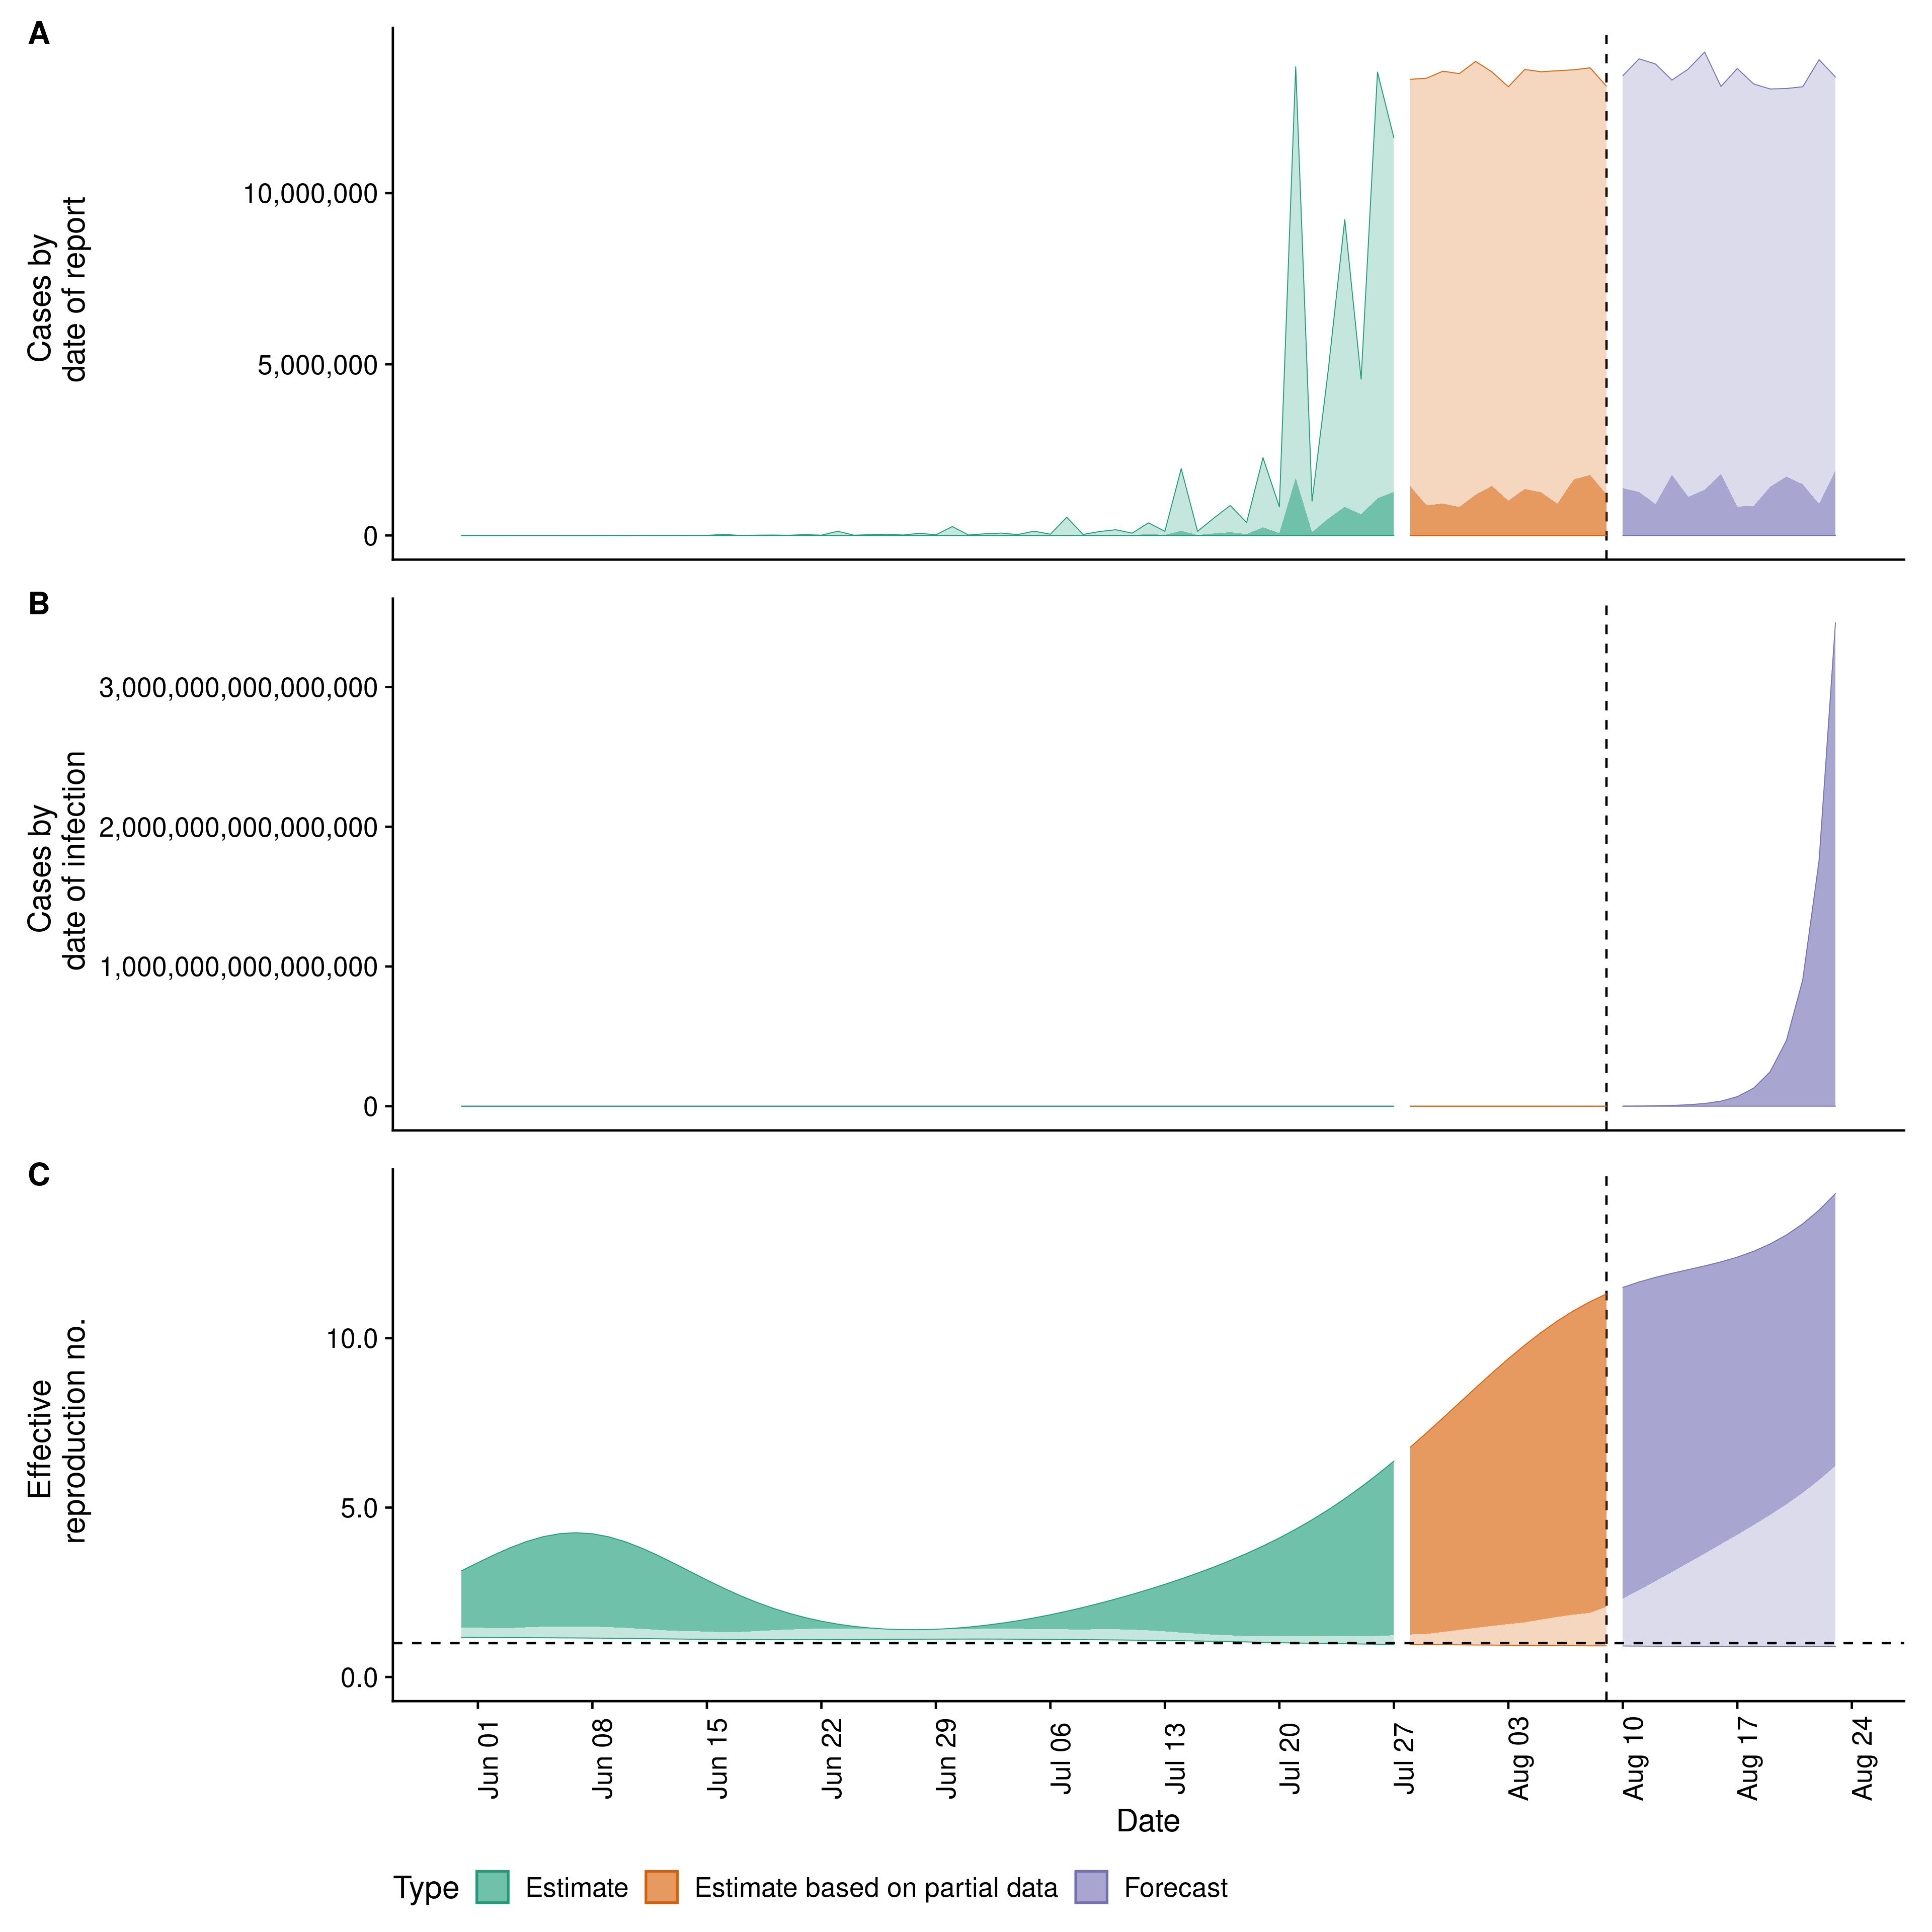 A
Cases by
date of report
10,000,000
5,000,000
0
B
Cases by
date of infection
3,000,000,000,000,000
2,000,000,000,000,000
1,000,000,000,000,000
0
C
Effective
reproduction no.
10.0
5.0
0.0
Jun 01
Jun 08
Jun 15
Jun 22
Jun 29
Jul 06
Jul 13
Jul 20
Jul 27
Aug 03
Aug 10
Aug 17
Aug 24
Date
Type Estimate Estimate based on partial data Forecast